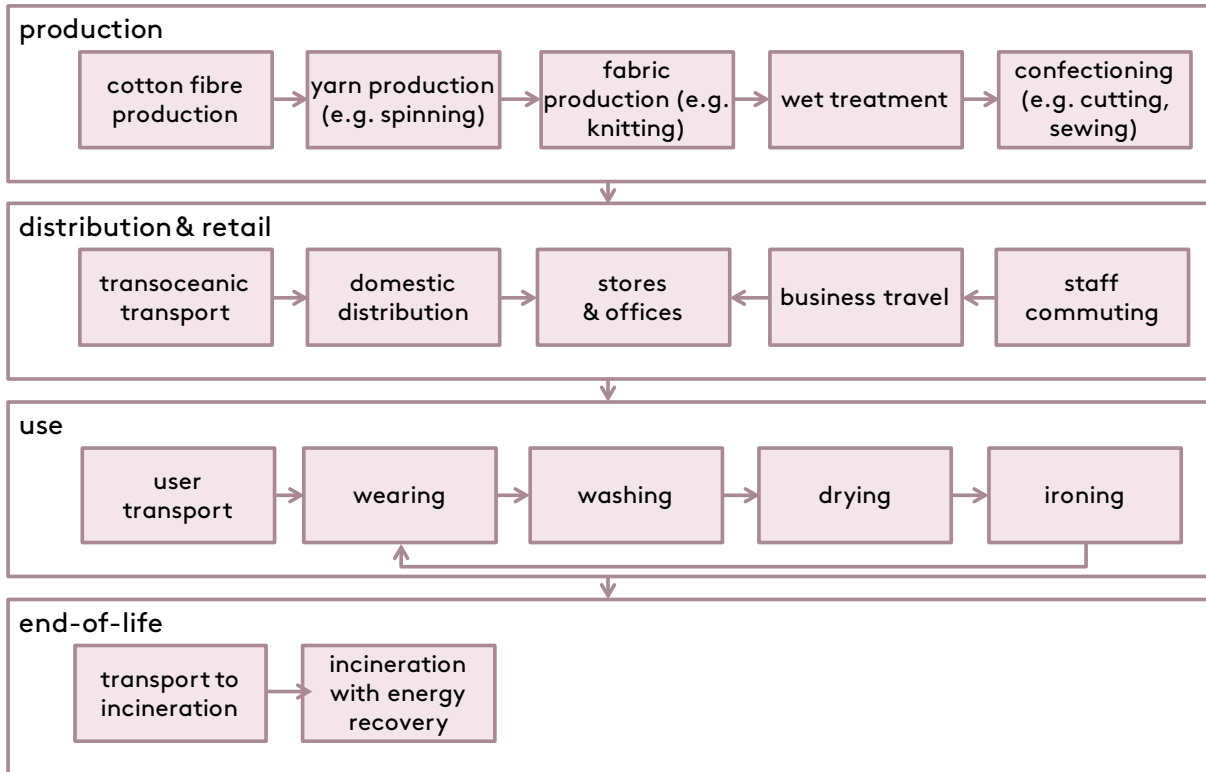 production
cotton fibre
production
yarn production
(e.g. spinning)
fabric
production (e.g.
knitting)
wet treatment
confectioning
(e.g. cutting,
sewing)
distribution & retail
transoceanic
transport
domestic
distribution
stores
& offices
business travel
staff
commuting
use
user
transport
wearing
washing
drying
ironing
end-of-life
transport to
incineration
incineration
with energy
recovery